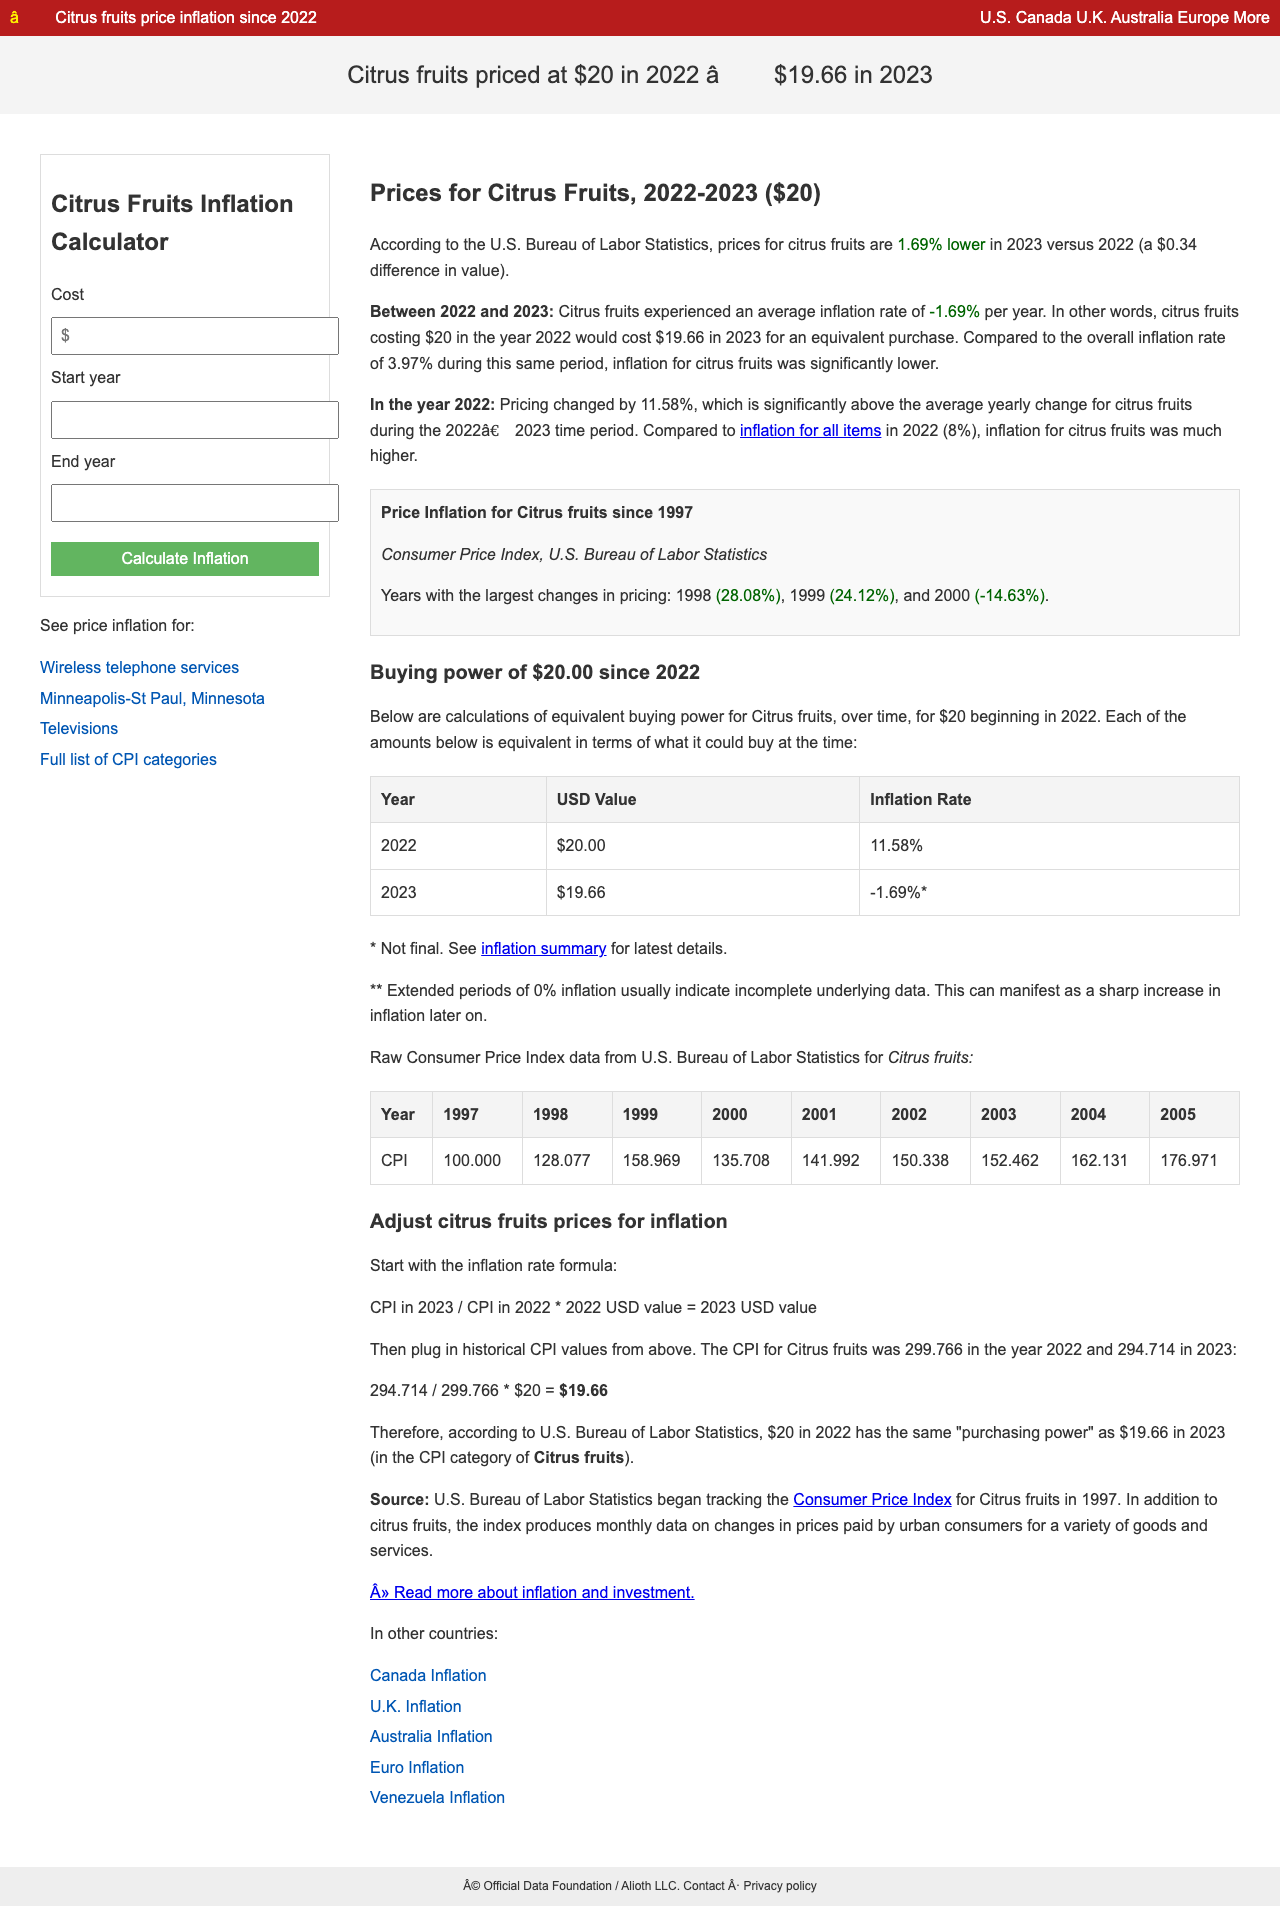 â Citrus fruits price inflation since 2022 U.S. Canada U.K. Australia Europe More
Citrus fruits priced at $20 in 2022 â $19.66 in 2023
Citrus Fruits Inflation
Calculator
Cost
$
Start year
End year
Calculate Inflation
See price inflation for:
Wireless telephone services
Minneapolis-St Paul, Minnesota
Televisions
Full list of CPI categories
Prices for Citrus Fruits, 2022-2023 ($20)
According to the U.S. Bureau of Labor Statistics, prices for citrus fruits are 1.69% lower in 2023 versus 2022 (a $0.34
difference in value).
Between 2022 and 2023: Citrus fruits experienced an average inflation rate of -1.69% per year. In other words, citrus fruits
costing $20 in the year 2022 would cost $19.66 in 2023 for an equivalent purchase. Compared to the overall inflation rate
of 3.97% during this same period, inflation for citrus fruits was significantly lower.
In the year 2022: Pricing changed by 11.58%, which is significantly above the average yearly change for citrus fruits
during the 2022â€ 2023 time period. Compared to inflation for all items in 2022 (8%), inflation for citrus fruits was much
higher.
Price Inflation for Citrus fruits since 1997
Consumer Price Index, U.S. Bureau of Labor Statistics
Years with the largest changes in pricing: 1998 (28.08%), 1999 (24.12%), and 2000 (-14.63%).
Buying power of $20.00 since 2022
Below are calculations of equivalent buying power for Citrus fruits, over time, for $20 beginning in 2022. Each of the
amounts below is equivalent in terms of what it could buy at the time:
Year USD Value Inflation Rate
2022 $20.00 11.58%
2023 $19.66 -1.69%*
* Not final. See inflation summary for latest details.
** Extended periods of 0% inflation usually indicate incomplete underlying data. This can manifest as a sharp increase in
inflation later on.
Raw Consumer Price Index data from U.S. Bureau of Labor Statistics for Citrus fruits:
Year 1997 1998 1999 2000 2001 2002 2003 2004 2005
CPI 100.000 128.077 158.969 135.708 141.992 150.338 152.462 162.131 176.971
Adjust citrus fruits prices for inflation
Start with the inflation rate formula:
CPI in 2023 / CPI in 2022 * 2022 USD value = 2023 USD value
Then plug in historical CPI values from above. The CPI for Citrus fruits was 299.766 in the year 2022 and 294.714 in 2023:
294.714 / 299.766 * $20 = $19.66
Therefore, according to U.S. Bureau of Labor Statistics, $20 in 2022 has the same "purchasing power" as $19.66 in 2023
(in the CPI category of Citrus fruits).
Source: U.S. Bureau of Labor Statistics began tracking the Consumer Price Index for Citrus fruits in 1997. In addition to
citrus fruits, the index produces monthly data on changes in prices paid by urban consumers for a variety of goods and
services.
Â» Read more about inflation and investment.
In other countries:
Canada Inflation
U.K. Inflation
Australia Inflation
Euro Inflation
Venezuela Inflation
Â© Official Data Foundation / Alioth LLC. Contact Â· Privacy policy